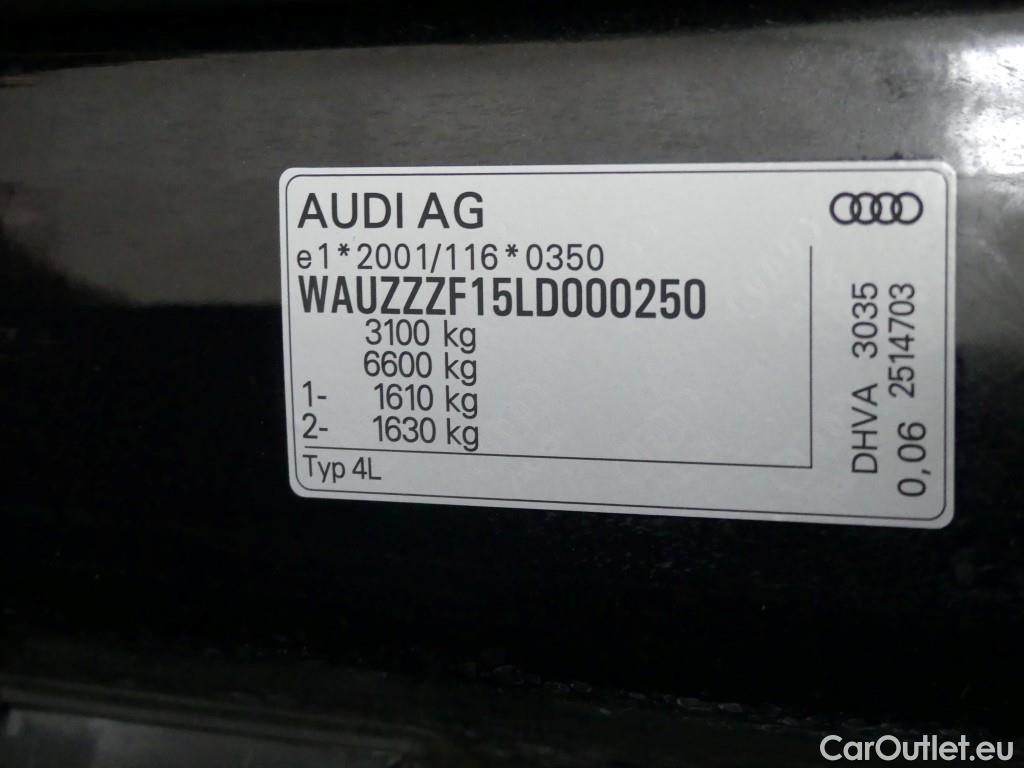 AUDI AG
e1*2001/116*0350
WAUZZZF15LD000250
3100 kg
6600 kg
1- 1610 kg
2- 1630 kg
Typ 4L
DHVA 3035
0,06 2514703
CarOutlet.eu